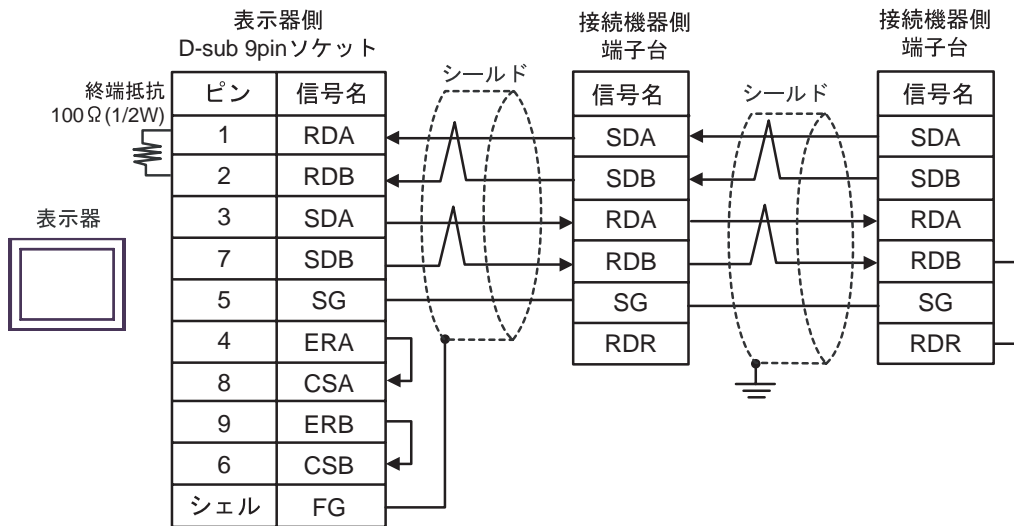 表示器側
D-sub 9pinソケット
終端抵抗
100Ω(1/2W)
表示器
ピン 信号名
1 RDA
2 RDB
3 SDA
7 SDB
5 SG
4 ERA
8 CSA
9 ERB
6 CSB
シェル FG
シールド
接続機器側
端子台
信号名
SDA
SDB
RDA
RDB
SG
RDR
シールド
接続機器側
端子台
信号名
SDA
SDB
RDA
RDB
SG
RDR